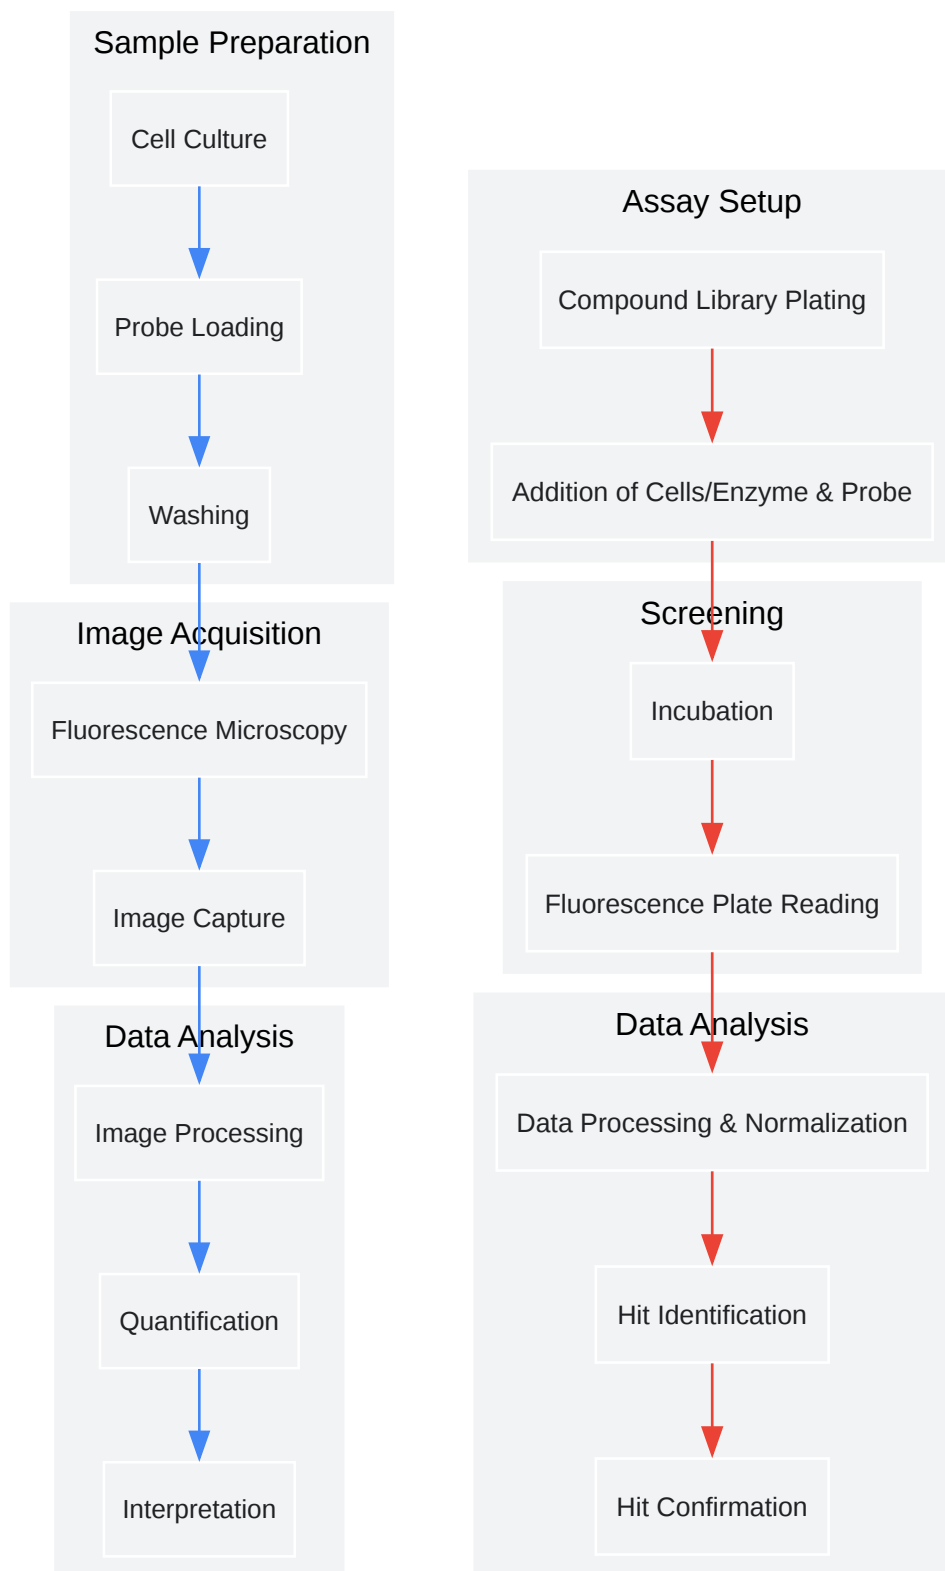 Sample Preparation
Cell Culture
Probe Loading
Washing
Image Acquisition
Fluorescence Microscopy
Image Capture
Data Analysis
Image Processing
Quantification
Interpretation
Assay Setup
Compound Library Plating
Addition of Cells/Enzyme & Probe
Screening
Incubation
Fluorescence Plate Reading
Data Analysis
Data Processing & Normalization
Hit Identification
Hit Confirmation